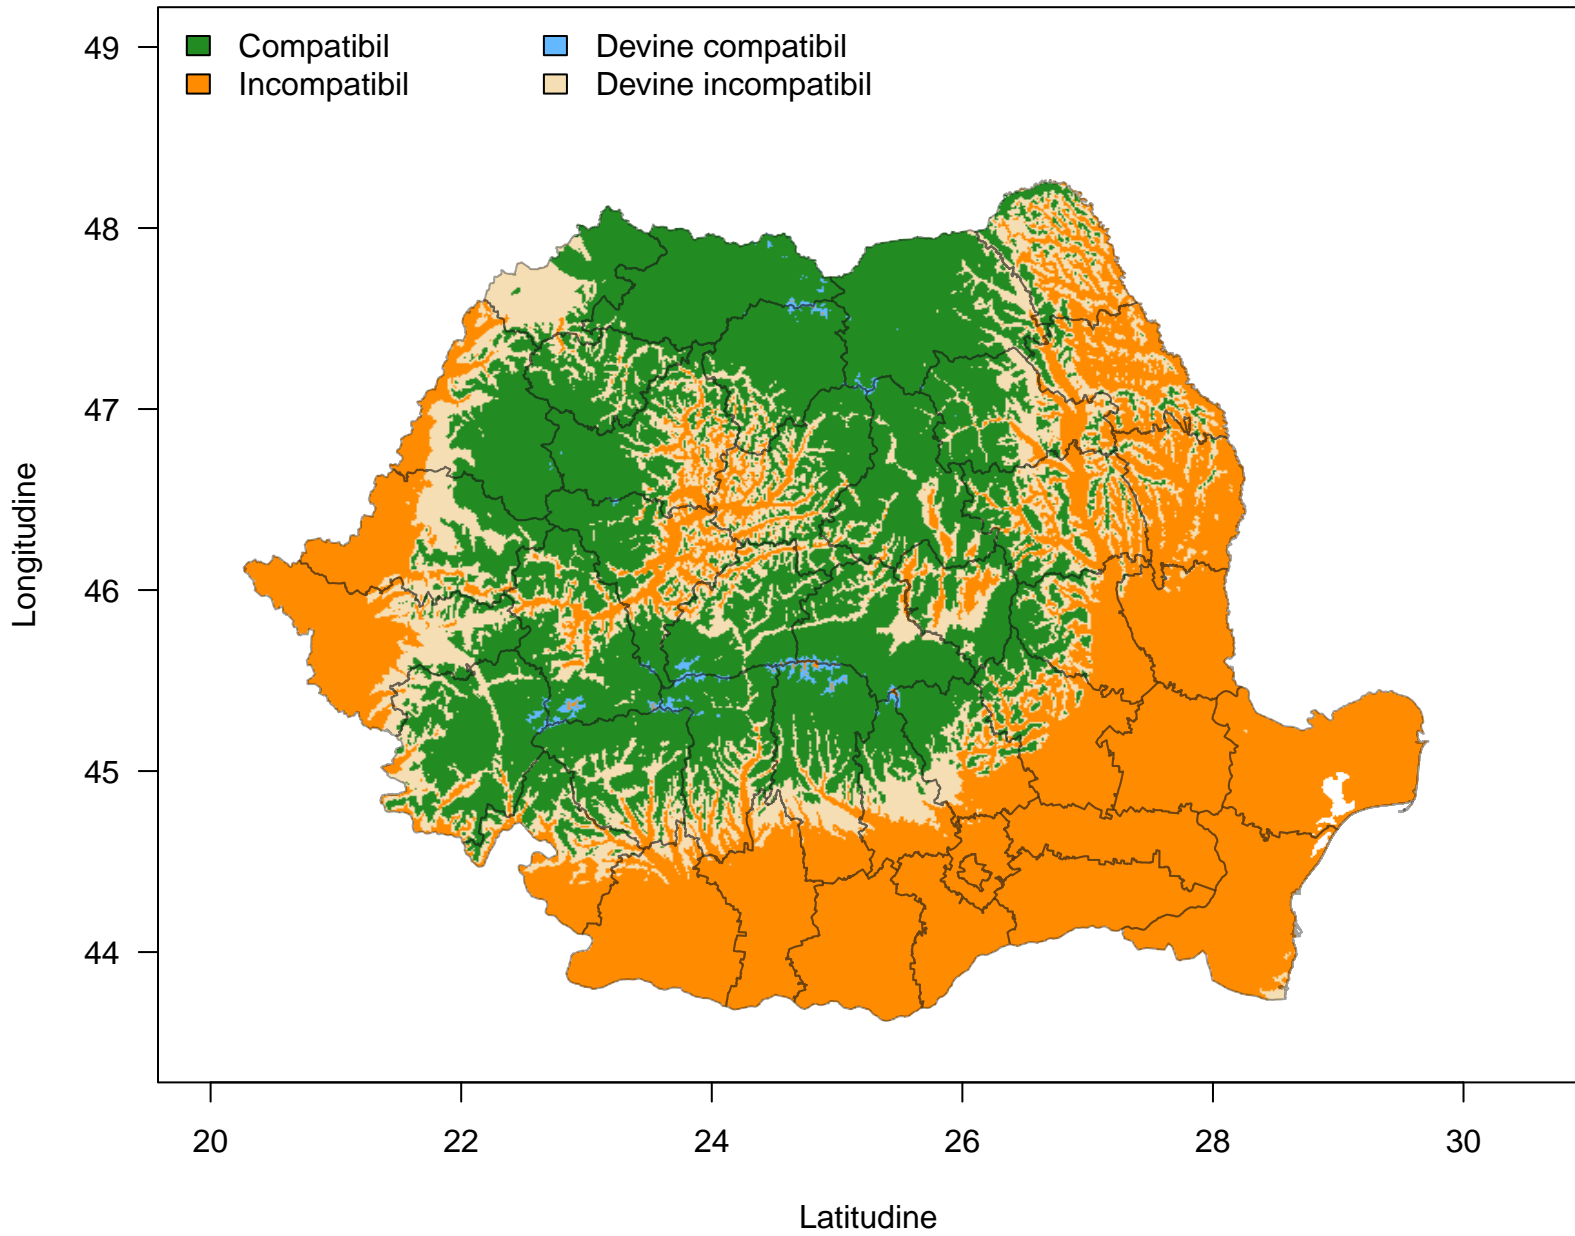 Compatibil
Incompatibil
Devine compatibil
Devine incompatibil
49
48
47
46
45
44
Longitudine
20 22 24 26 28 30
Latitudine